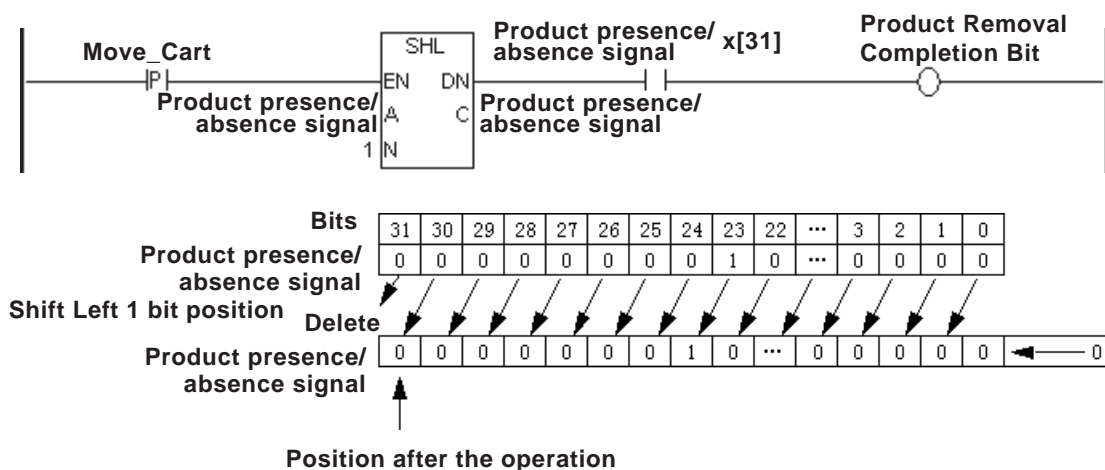 Move_Cart
P
Product presence/
absence signal
1
SHL
EN DN
A C
N
Product presence/
absence signal
x[31]
Product presence/
absence signal
Product Removal
Completion Bit
Bits
31 30 29 28 27 26 25 24 23 22 ... 3 2 1 0
Product presence/
absence signal
0 0 0 0 0 0 0 0 1 0 ... 0 0 0 0
Shift Left 1 bit position
Delete
Product presence/
absence signal
0 0 0 0 0 0 0 1 0 ... 0 0 0 0 0 0
Position after the operation